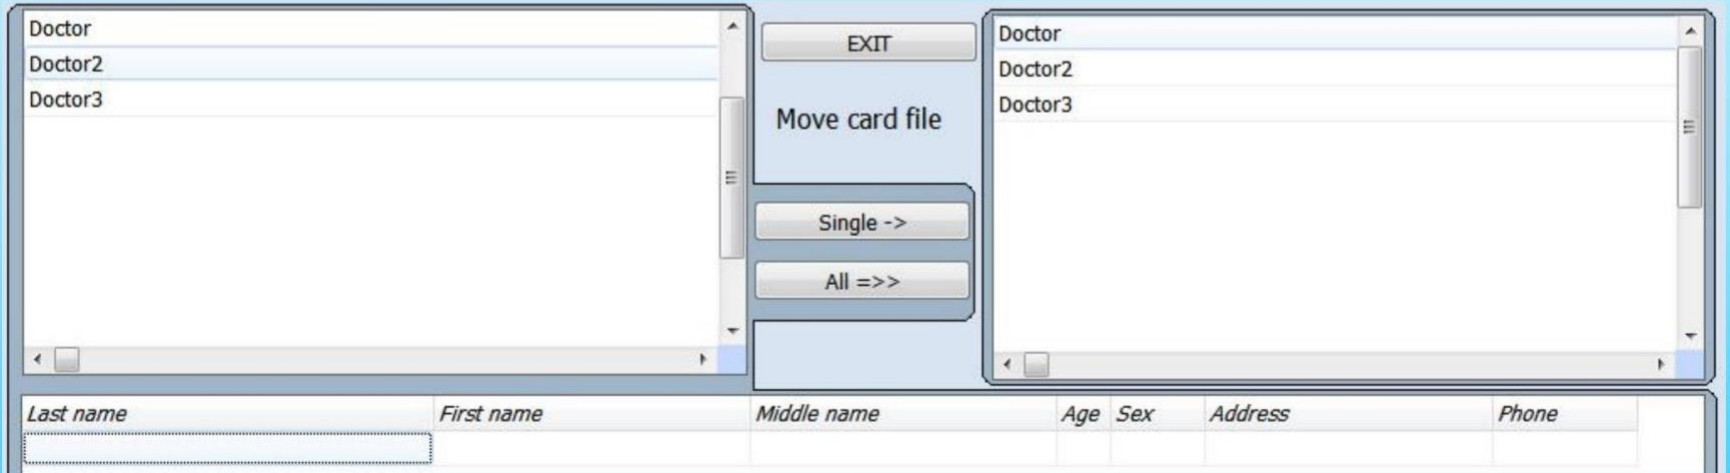 Doctor
Doctor2
Doctor3
EXIT
Move card file
Single ->
All =>>
Doctor
Doctor2
Doctor3
Last name First name Middle name Age Sex Address Phone